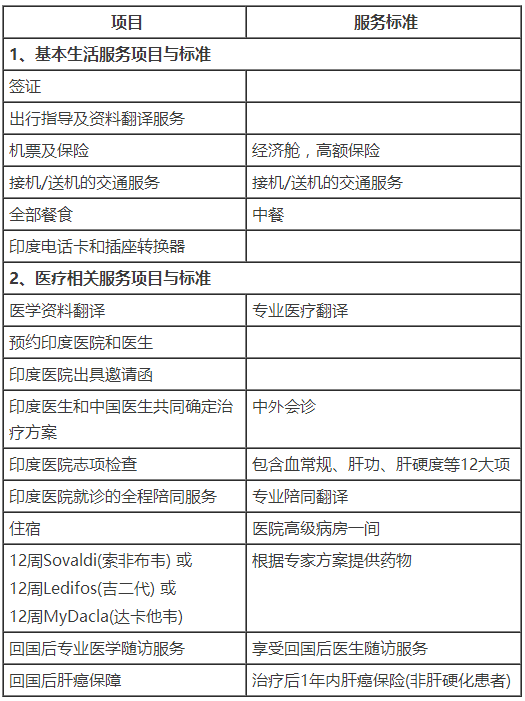 项目 服务标准
1、基本生活服务项目与标准
签证
出行指导及资料翻译服务
机票及保险 经济舱，高额保险
接机/送机的交通服务 接机/送机的交通服务
全部餐食 中餐
印度电话卡和插座转换器
2、医疗相关服务项目与标准
医学资料翻译 专业医疗翻译
预约印度医院和医生
印度医院出具邀请函
印度医生和中国医生共同确定治 中外会诊
疗方案
印度医院志项检查 包含血常规、肝功、肝硬度等12大项
印度医院就诊的全程陪同服务 专业陪同翻译
住宿 医院高级病房一间
12周Sovaldi(索非布韦) 或 根据专家方案提供药物
12周Ledifos(吉二代) 或
12周MyDacla(达卡他韦)
回国后专业医学随访服务 享受回国后医生随访服务
回国后肝癌保障 治疗后1年内肝癌保险(非肝硬化患者)